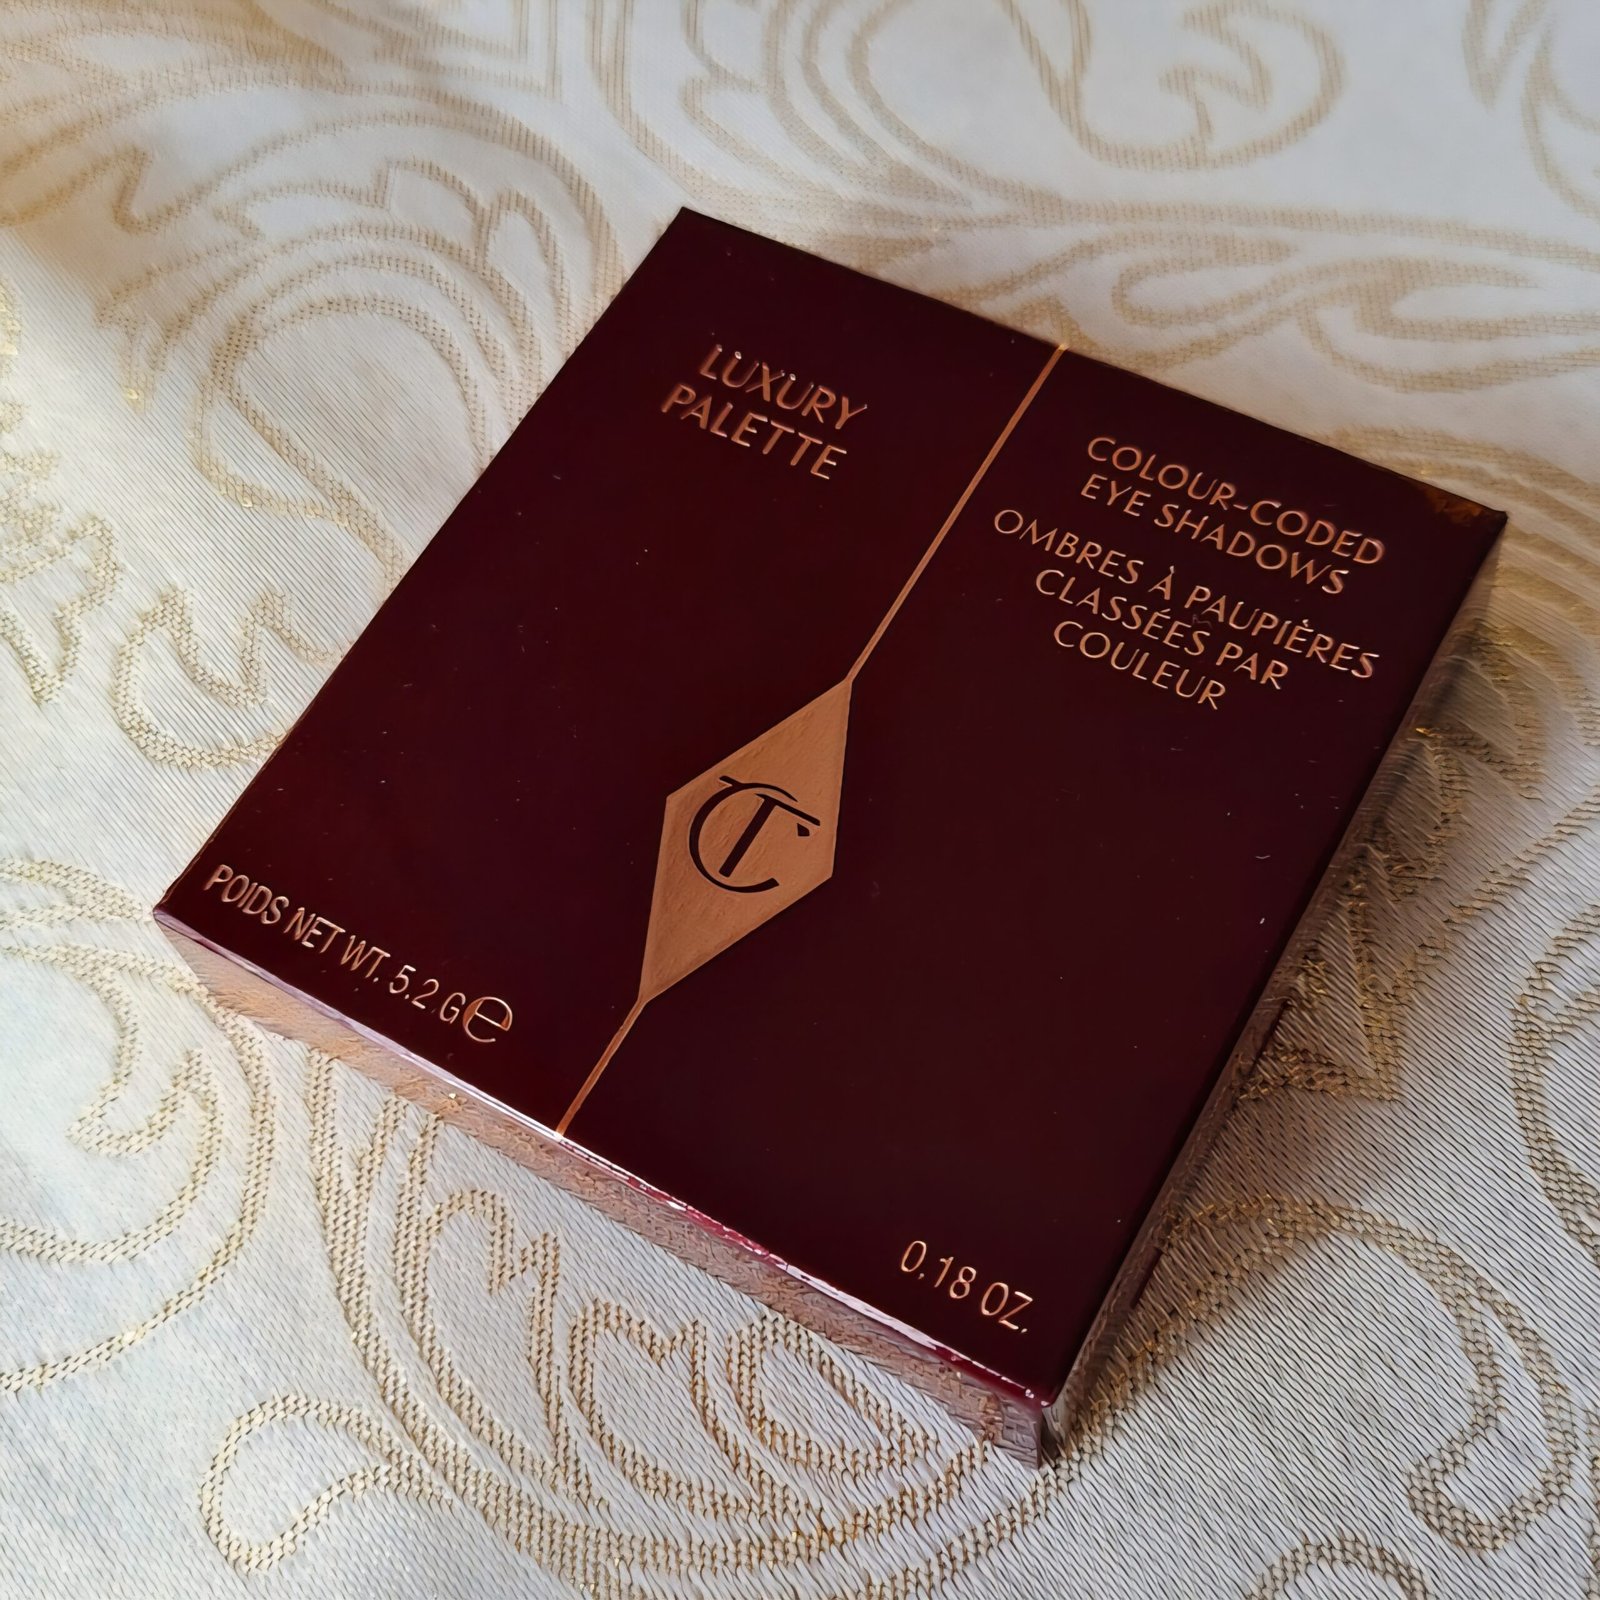 LUXURY
PALETTE
COLOUR-CODED
EYE SHADOWS
OMBRES À PAUPIÈRES
CLASSÉES PAR
COULEUR
CT
POIDS NET WT. 5.2 G℮
0.18 OZ.